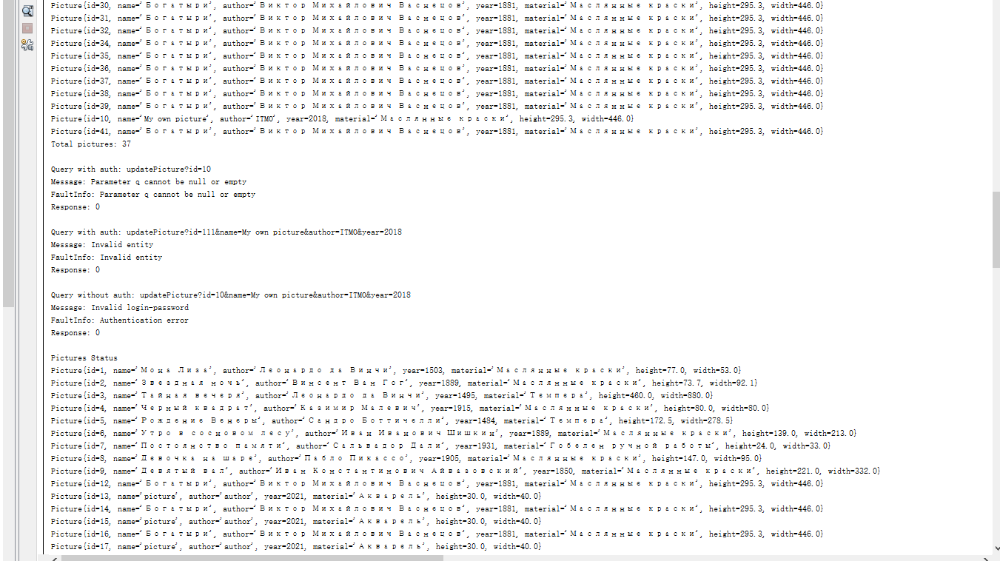 Picture{id=30, name='Богатыри', author='Виктор Михайлович Васнецов', year=1881, material='Маслянные краски', height=295.3, width=446.0}
Picture{id=31, name='Богатыри', author='Виктор Михайлович Васнецов', year=1881, material='Маслянные краски', height=295.3, width=446.0}
Picture{id=32, name='Богатыри', author='Виктор Михайлович Васнецов', year=1881, material='Маслянные краски', height=295.3, width=446.0}
Picture{id=34, name='Богатыри', author='Виктор Михайлович Васнецов', year=1881, material='Маслянные краски', height=295.3, width=446.0}
Picture{id=35, name='Богатыри', author='Виктор Михайлович Васнецов', year=1881, material='Маслянные краски', height=295.3, width=446.0}
Picture{id=36, name='Богатыри', author='Виктор Михайлович Васнецов', year=1881, material='Маслянные краски', height=295.3, width=446.0}
Picture{id=37, name='Богатыри', author='Виктор Михайлович Васнецов', year=1881, material='Маслянные краски', height=295.3, width=446.0}
Picture{id=38, name='Богатыри', author='Виктор Михайлович Васнецов', year=1881, material='Маслянные краски', height=295.3, width=446.0}
Picture{id=39, name='Богатыри', author='Виктор Михайлович Васнецов', year=1881, material='Маслянные краски', height=295.3, width=446.0}
Picture{id=10, name='My own picture', author='ITMO', year=2018, material='Маслянные краски', height=295.3, width=446.0}
Picture{id=41, name='Богатыри', author='Виктор Михайлович Васнецов', year=1881, material='Маслянные краски', height=295.3, width=446.0}
Total pictures: 37
Query with auth: updatePicture?id=10
Message: Parameter q cannot be null or empty
FaultInfo: Parameter q cannot be null or empty
Response: 0
Query with auth: updatePicture?id=111&name=My own picture&author=ITMO&year=2018
Message: Invalid entity
FaultInfo: Invalid entity
Response: 0
Query without auth: updatePicture?id=10&name=My own picture&author=ITMO&year=2018
Message: Invalid login-password
FaultInfo: Authentication error
Response: 0
Pictures Status
Picture{id=1, name='Мона Лиза', author='Леонардо да Винчи', year=1503, material='Маслянные краски', height=77.0, width=53.0}
Picture{id=2, name='Звездная ночь', author='Винсент Ван Гог', year=1889, material='Маслянные краски', height=73.7, width=92.1}
Picture{id=3, name='Тайная вечеря', author='Леонардо да Винчи', year=1495, material='Темпера', height=460.0, width=880.0}
Picture{id=4, name='Черный квадрат', author='Казимир Малевич', year=1915, material='Маслянные краски', height=80.0, width=80.0}
Picture{id=5, name='Рождение Венеры', author='Сандро Боттичелли', year=1484, material='Темпера', height=172.5, width=278.5}
Picture{id=6, name='Утро в сосновом лесу', author='Иван Иванович Шишкин', year=1889, material='Маслянные краски', height=139.0, width=213.0}
Picture{id=7, name='Постоянство памяти', author='Сальвадор Дали', year=1931, material='Гобелен ручной работы', height=24.0, width=33.0}
Picture{id=8, name='Девочка на шаре', author='Пабло Пикассо', year=1905, material='Маслянные краски', height=147.0, width=95.0}
Picture{id=9, name='Девятый вал', author='Иван Константинович Айвазовский', year=1850, material='Маслянные краски', height=221.0, width=332.0}
Picture{id=12, name='Богатыри', author='Виктор Михайлович Васнецов', year=1881, material='Маслянные краски', height=295.3, width=446.0}
Picture{id=13, name='picture', author='author', year=2021, material='Акварель', height=30.0, width=40.0}
Picture{id=14, name='Богатыри', author='Виктор Михайлович Васнецов', year=1881, material='Маслянные краски', height=295.3, width=446.0}
Picture{id=15, name='picture', author='author', year=2021, material='Акварель', height=30.0, width=40.0}
Picture{id=16, name='Богатыри', author='Виктор Михайлович Васнецов', year=1881, material='Маслянные краски', height=295.3, width=446.0}
Picture{id=17, name='picture', author='author', year=2021, material='Акварель', height=30.0, width=40.0}